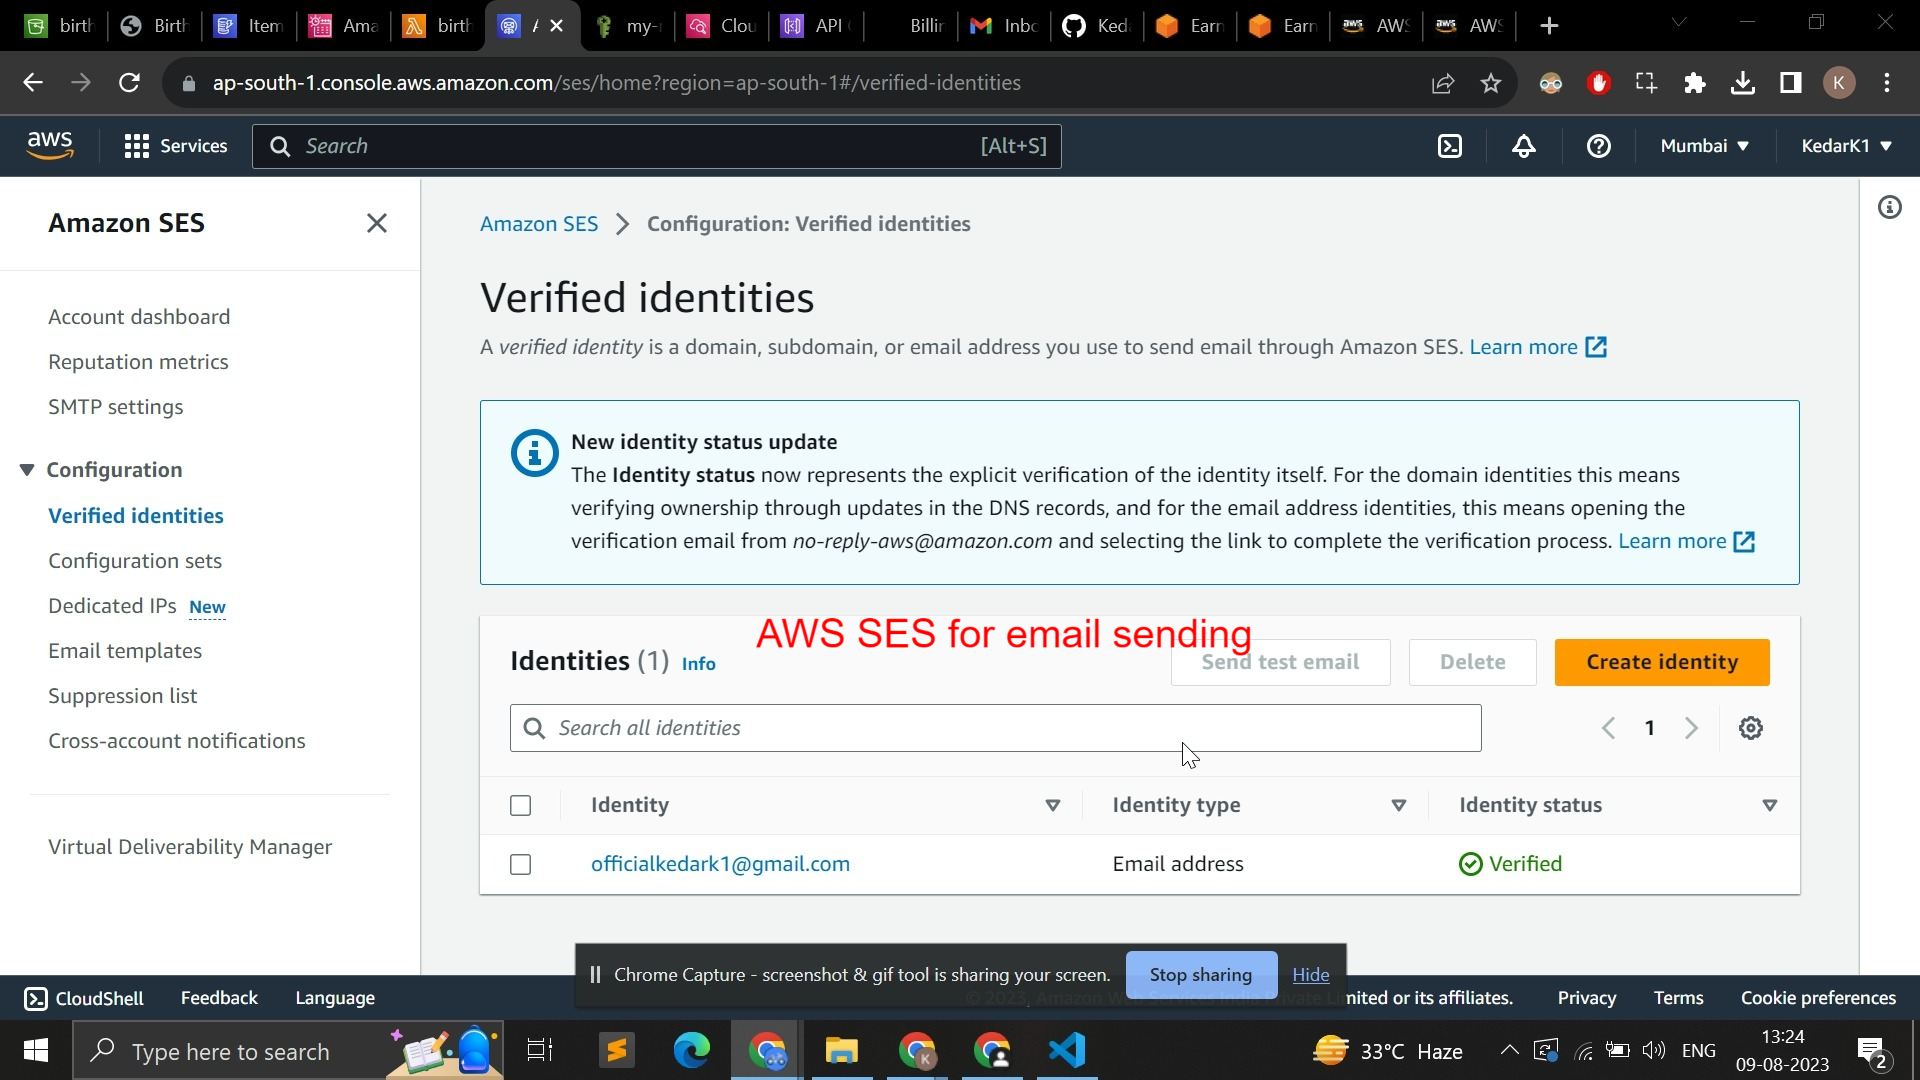 birth
Birth
Item
Ama
birth
A
my-
Clou
API
Billin
Inbo
Keda
Earn
Earn
AWS
AWS
ap-south-1.console.aws.amazon.com/ses/home?region=ap-south-1#/verified-identities
K
aws
Services
Search
[Alt+S]
Mumbai
KedarK1
Amazon SES
Account dashboard
Reputation metrics
SMTP settings
Configuration
Verified identities
Configuration sets
Dedicated IPs New
Email templates
Suppression list
Cross-account notifications
Virtual Deliverability Manager
Amazon SES > Configuration: Verified identities
Verified identities
A verified identity is a domain, subdomain, or email address you use to send email through Amazon SES. Learn more
New identity status update
The Identity status now represents the explicit verification of the identity itself. For the domain identities this means
verifying ownership through updates in the DNS records, and for the email address identities, this means opening the
verification email from no-reply-aws@amazon.com and selecting the link to complete the verification process. Learn more
AWS SES for email sending
Identities (1) Info
Send test email
Delete
Create identity
Search all identities
1
Identity
Identity type
Identity status
officialkedark1@gmail.com
Email address
Verified
Chrome Capture - screenshot & gif tool is sharing your screen.
Stop sharing
Hide
CloudShell
Feedback
Language
© 2023, Amazon Web Services India Private Limited or its affiliates.
Privacy
Terms
Cookie preferences
Type here to search
K
33°C Haze
ENG
13:24
09-08-2023
2